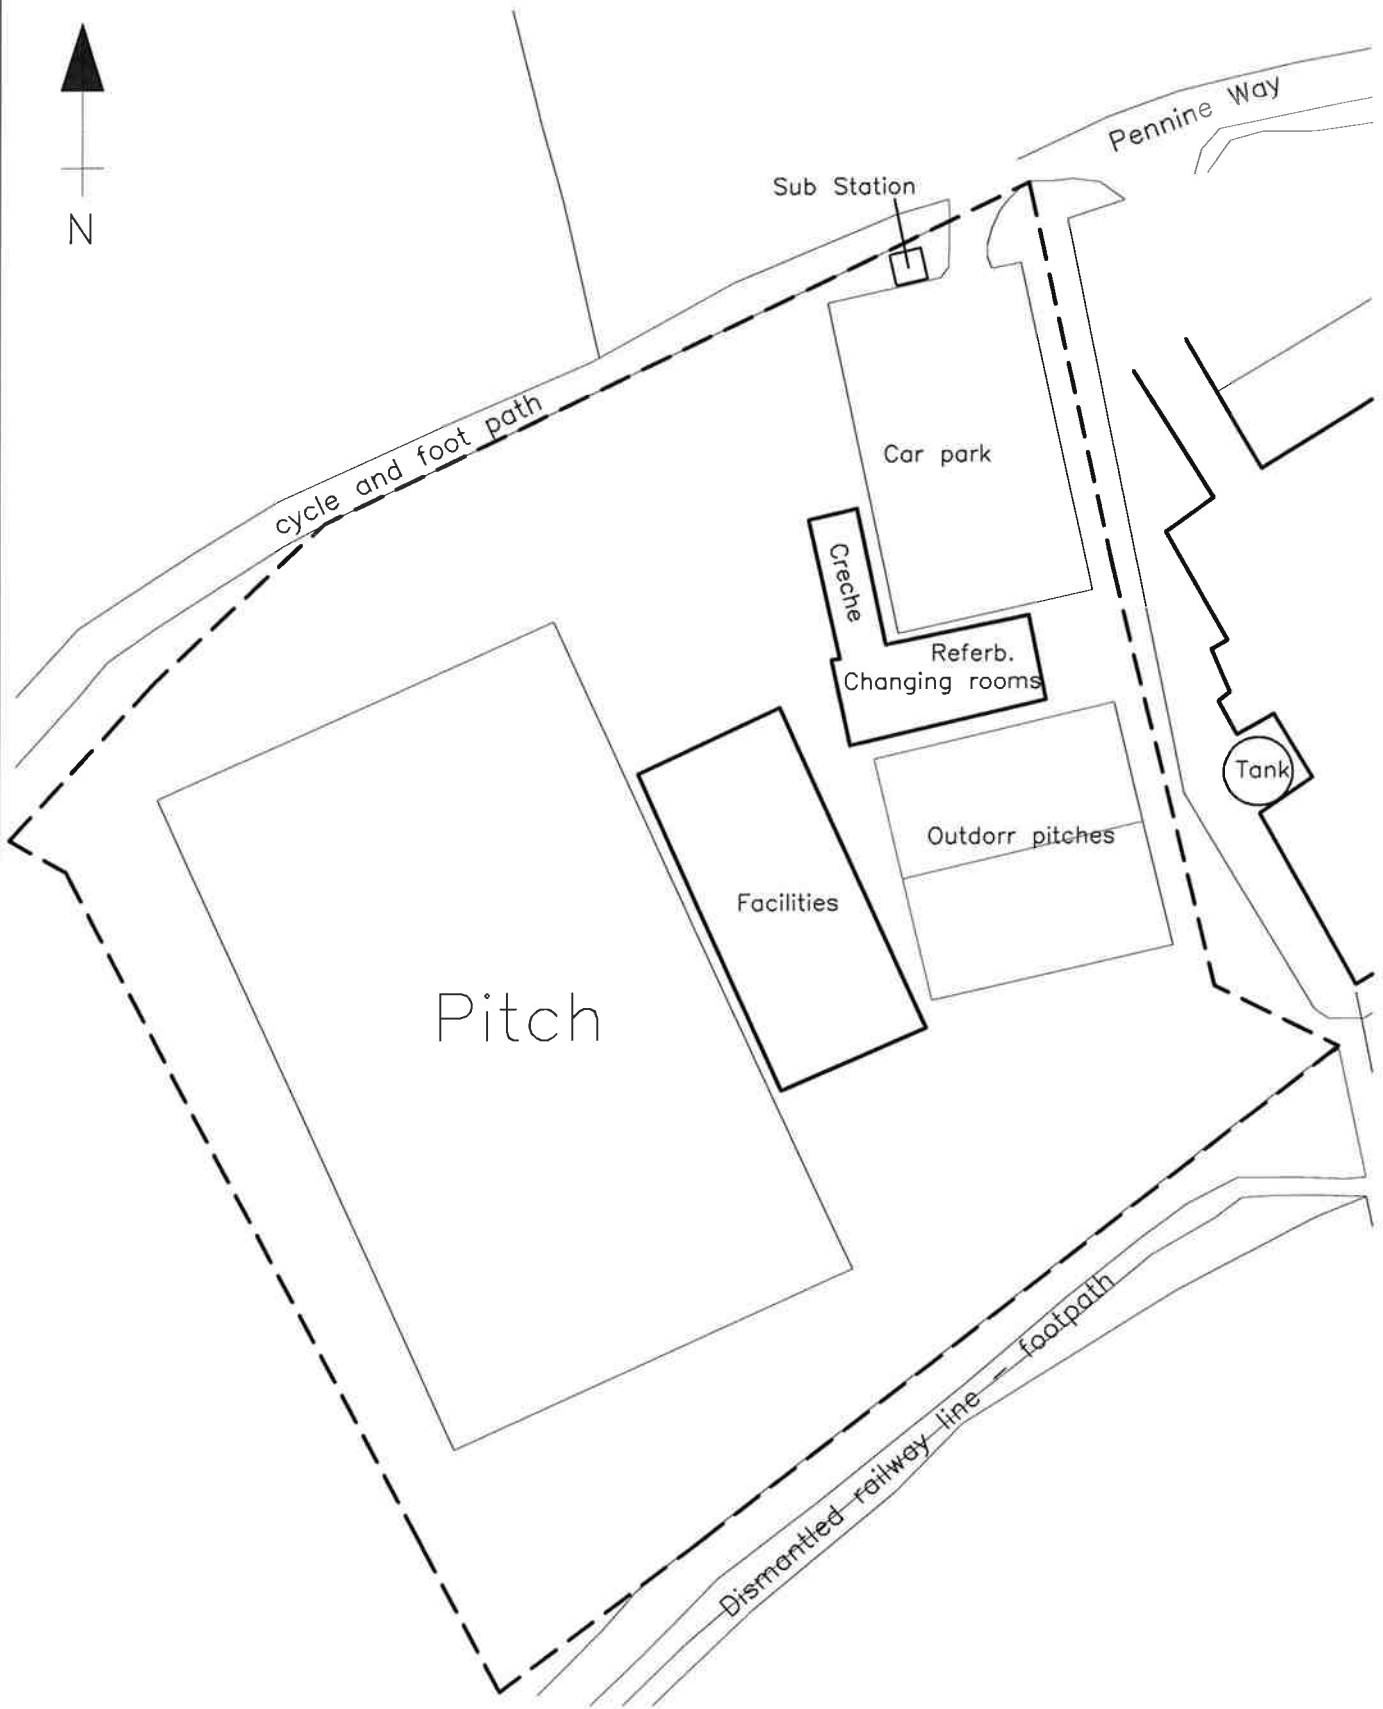 Pennine Way
Sub Station
N
cycle and foot path
Car park
Creche
Referb.
Changing rooms
Tank
Outdorr pitches
Facilities
Pitch
Dismantled railway line - footpath